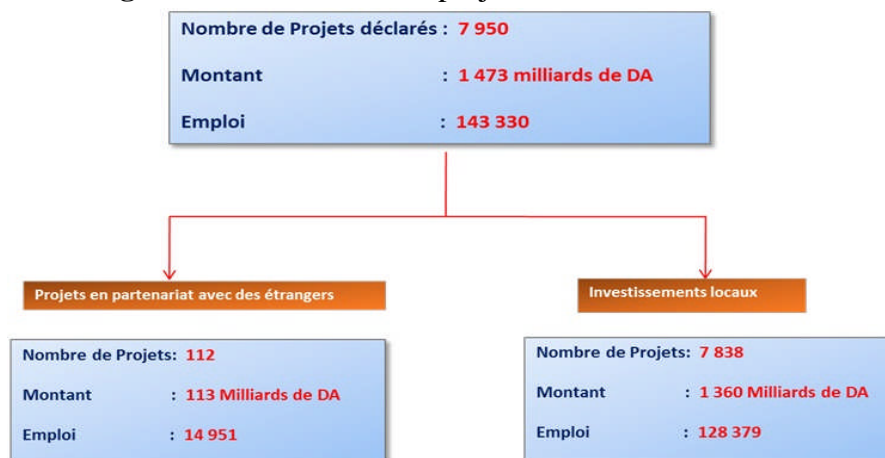 Nombre de Projets déclarés : 7 950
Montant : 1 473 milliards de DA
Emploi : 143 330
Projets en partenariat avec des étrangers
Nombre de Projets: 112
Montant : 113 Milliards de DA
Emploi : 14 951
Investissements locaux
Nombre de Projets: 7 838
Montant : 1 360 Milliards de DA
Emploi : 128 379